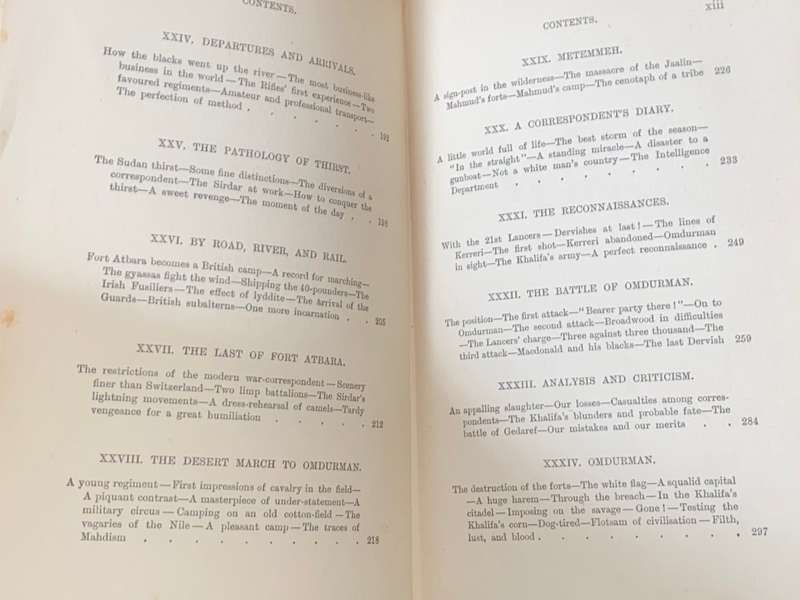 CONTENTS.
XXIV. DEPARTURES AND ARRIVALS.
How the blacks went up the river—The most business-like
business in the world—The Rifles' first experience—Two
favoured regiments—Amateur and professional transport—
The perfection of method . . . . . . 192
XXV. THE PATHOLOGY OF THIRST.
The Sudan thirst—Some fine distinctions—The diversions of a
correspondent—The Sirdar at work—How to conquer the
thirst—A sweet revenge—The moment of the day . . 198
XXVI. BY ROAD, RIVER, AND RAIL.
Fort Atbara becomes a British camp—A record for marching—
The gyassas fight the wind—Shipping the 40-pounders—The
Irish Fusiliers—The effect of lyddite—The arrival of the
Guards—British subalterns—One more incarnation . . 205
XXVII. THE LAST OF FORT ATBARA.
The restrictions of the modern war-correspondent—Scenery
finer than Switzerland—Two limp battalions—The Sirdar's
lightning movements—A dress-rehearsal of camels—Tardy
vengeance for a great humiliation . . . . . 212
XXVIII. THE DESERT MARCH TO OMDURMAN.
A young regiment—First impressions of cavalry in the field—
A piquant contrast—A masterpiece of under-statement—A
military circus—Camping on an old cotton-field—The
vagaries of the Nile—A pleasant camp—The traces of
Mahdism . . . . . . . . . . 218
CONTENTS. xiii
XXIX. METEMMEH.
A sign-post in the wilderness—The massacre of the Jaalin—
Mahmud's forts—Mahmud's camp—The cenotaph of a tribe 226
XXX. A CORRESPONDENT'S DIARY.
A little world full of life—The best storm of the season—
"In the straight"—A standing miracle—A disaster to a
gunboat—Not a white man's country—The Intelligence
Department . . . . . . . . 233
XXXI. THE RECONNAISSANCES.
With the 21st Lancers—Dervishes at last!—The lines of
Kerreri—The first shot—Kerreri abandoned—Omdurman
in sight—The Khalifa's army—A perfect reconnaissance . 249
XXXII. THE BATTLE OF OMDURMAN.
The position—The first attack—"Bearer party there!"—On to
Omdurman—The second attack—Broadwood in difficulties
—The Lancers' charge—Three against three thousand—The
third attack—Macdonald and his blacks—The last Dervish 259
XXXIII. ANALYSIS AND CRITICISM.
An appalling slaughter—Our losses—Casualties among corres-
pondents—The Khalifa's blunders and probable fate—The
battle of Gedaref—Our mistakes and our merits . . 284
XXXIV. OMDURMAN.
The destruction of the forts—The white flag—A squalid capital
—A huge harem—Through the breach—In the Khalifa's
citadel—Imposing on the savage—Gone!—Testing the
Khalifa's corn—Dog-tired—Flotsam of civilisation—Filth,
lust, and blood . . . . . . . . 297